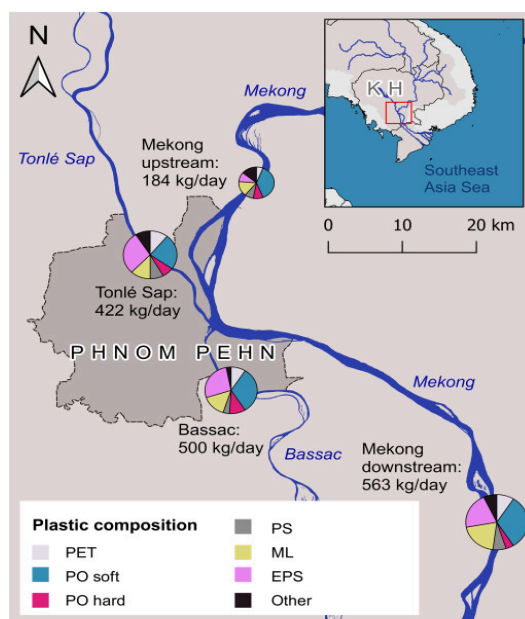 N
Mekong
K H
Tonlé Sap
Mekong
upstream:
184 kg/day
Southeast
Asia Sea
0 10 20 km
Tonlé Sap:
422 kg/day
PHNOM PEHN
Mekong
Bassac:
500 kg/day
Bassac
Mekong
downstream:
563 kg/day
Plastic composition
PET
PO soft
PO hard
PS
ML
EPS
Other